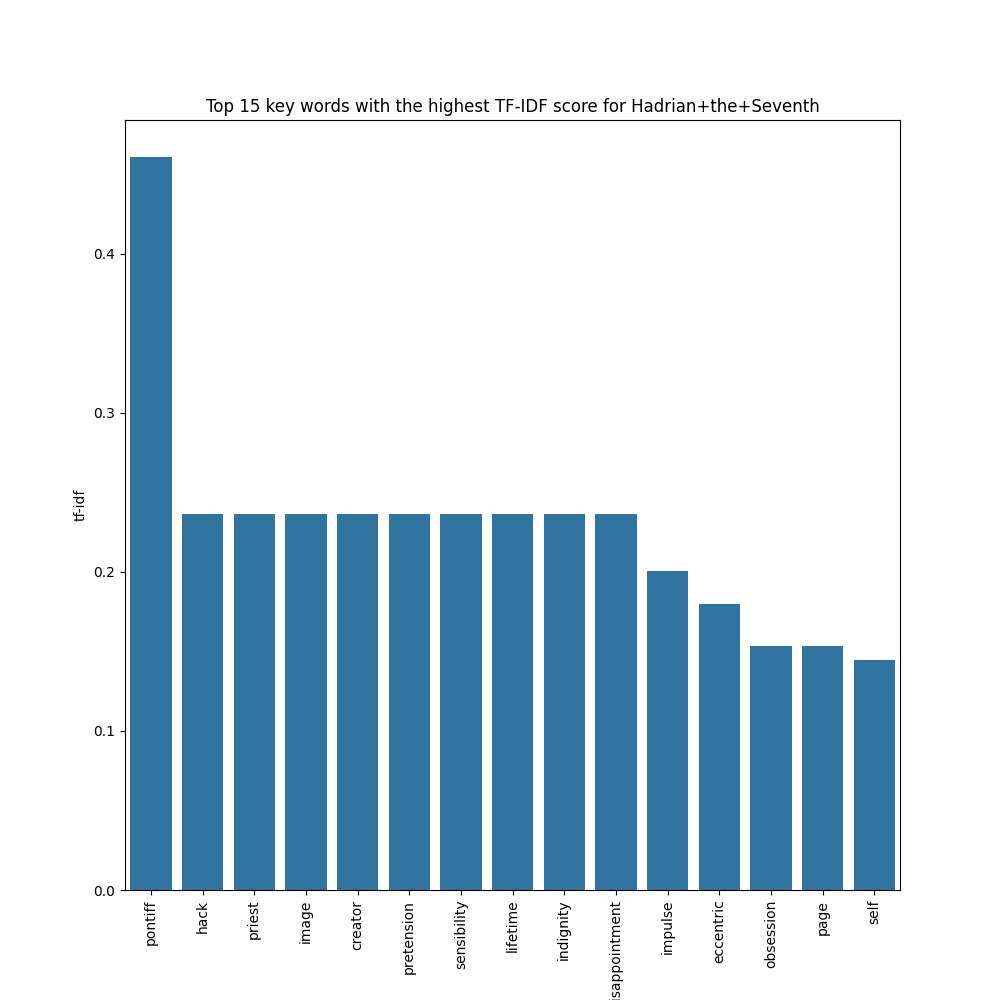 Top 15 key words with the highest TF-IDF score for Hadrian+the+Seventh
tf-idf
0.4
0.3
0.2
0.1
0.0
pontiff
hack
priest
image
creator
pretension
sensibility
lifetime
indignity
isappointment
impulse
eccentric
obsession
page
self